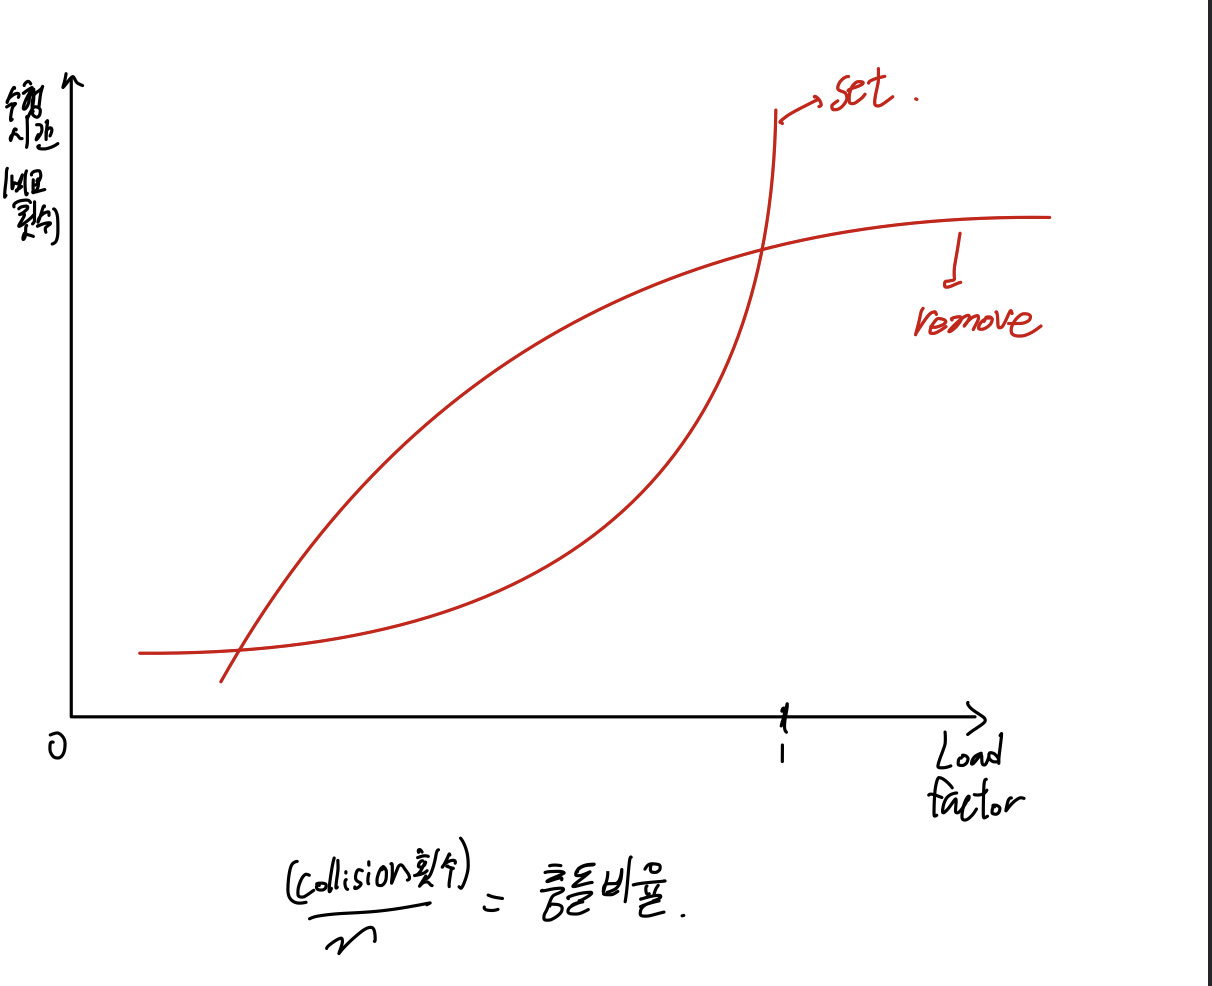 수행
시간
(비교
횟수)
set.
remove
0
1
Load
factor
(collision 횟수)
n
= 충돌 비율.